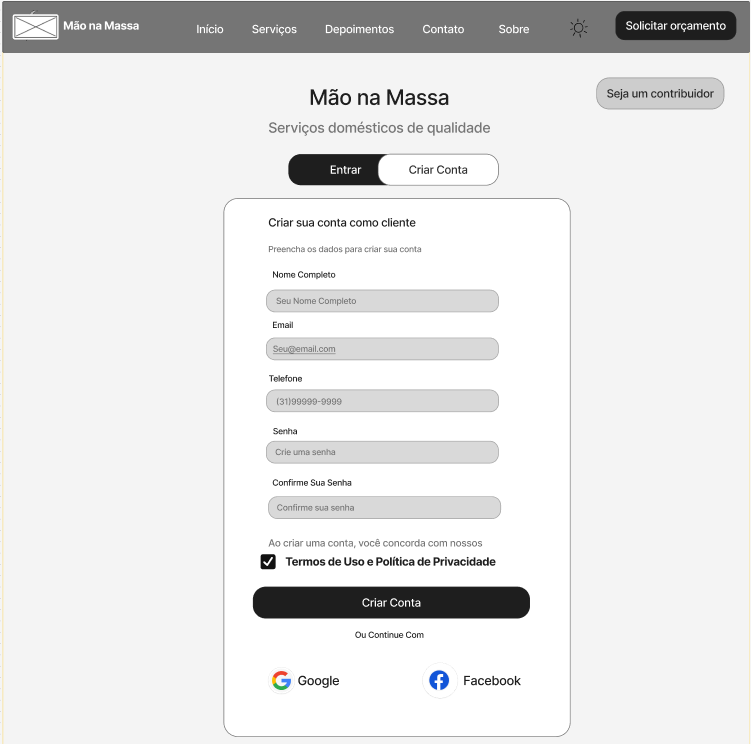 Mão na Massa
Início Serviços Depoimentos Contato Sobre Solicitar orçamento
Seja um contribuidor
Mão na Massa
Serviços domésticos de qualidade
Entrar Criar Conta
Criar sua conta como cliente
Preencha os dados para criar sua conta
Nome Completo
Seu Nome Completo
Email
Seu@email.com
Telefone
(31)99999-9999
Senha
Crie uma senha
Confirme Sua Senha
Confirme sua senha
Ao criar uma conta, você concorda com nossos
Termos de Uso e Política de Privacidade
Criar Conta
Ou Continue Com
Google Facebook